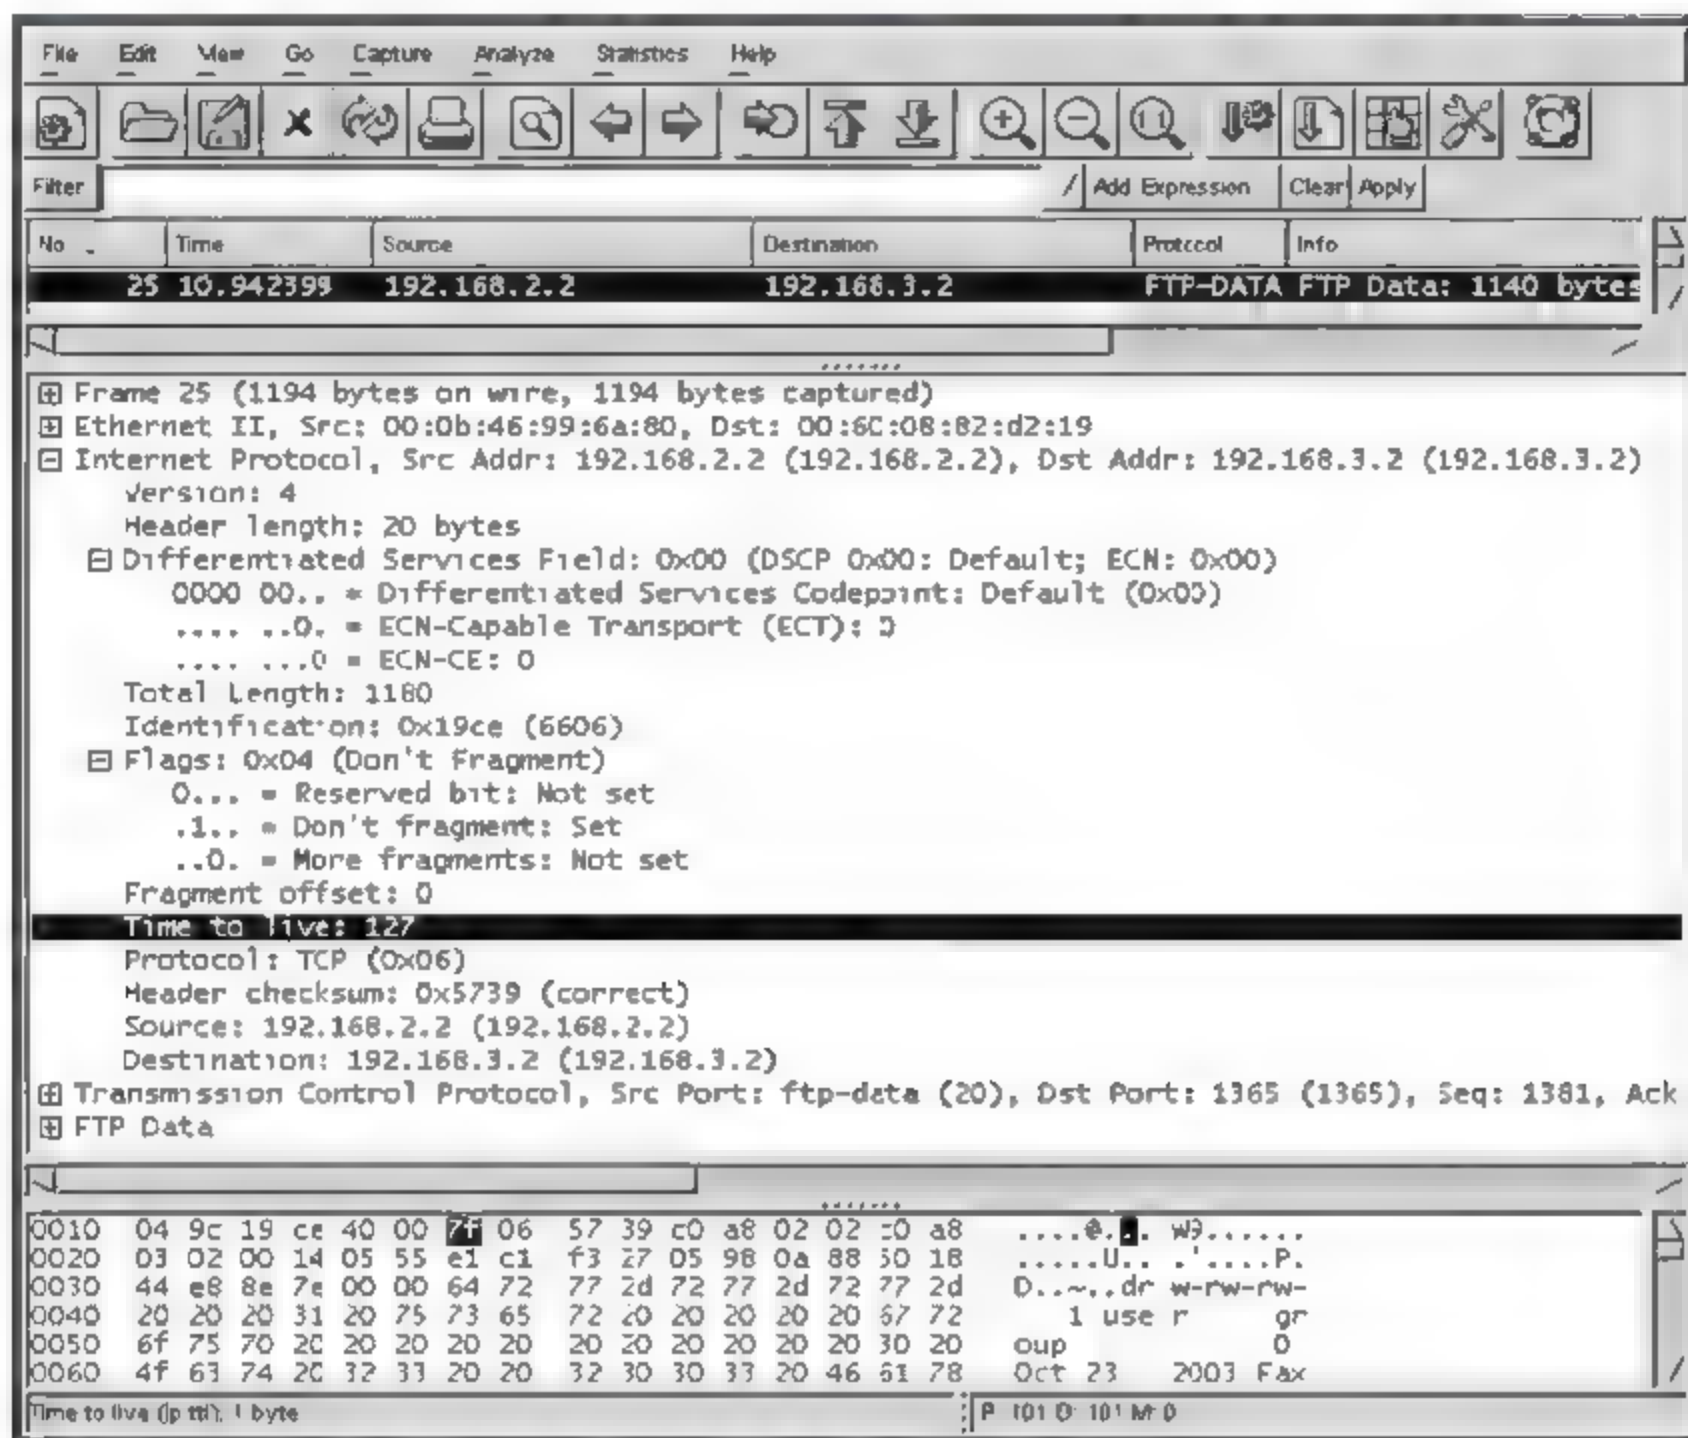 File Edit View Go Capture Analyze Statistics Help
Filter / Add Expression Clear Apply
No . Time Source Destination Protocol Info
25 10.942399 192.168.2.2 192.168.3.2 FTP-DATA FTP Data: 1140 bytes
Frame 25 (1194 bytes on wire, 1194 bytes captured)
Ethernet II, Src: 00:0b:46:99:6a:80, Dst: 00:60:08:82:d2:19
Internet Protocol, Src Addr: 192.168.2.2 (192.168.2.2), Dst Addr: 192.168.3.2 (192.168.3.2)
Version: 4
Header length: 20 bytes
Differentiated Services Field: 0x00 (DSCP 0x00: Default; ECN: 0x00)
0000 00.. = Differentiated Services Codepoint: Default (0x00)
.... ..0. = ECN-Capable Transport (ECT): 0
.... ...0 = ECN-CE: 0
Total Length: 1180
Identification: 0x19ce (6606)
Flags: 0x04 (Don't Fragment)
0... = Reserved bit: Not set
.1.. = Don't fragment: Set
..0. = More fragments: Not set
Fragment offset: 0
Time to live: 127
Protocol: TCP (0x06)
Header checksum: 0x5739 (correct)
Source: 192.168.2.2 (192.168.2.2)
Destination: 192.168.3.2 (192.168.3.2)
Transmission Control Protocol, Src Port: ftp-data (20), Dst Port: 1365 (1365), Seq: 1381, Ack
FTP Data
0010 04 9c 19 ce 40 00 7f 06 57 39 c0 a8 02 02 c0 a8 ....@... W9......
0020 03 02 00 14 05 55 e1 c1 f3 27 05 98 0a 88 50 18 .....U.. .'....P.
0030 44 e8 8e 7e 00 00 64 72 77 2d 72 77 2d 72 77 2d D..~..dr w-rw-rw-
0040 20 20 20 31 20 75 73 65 72 20 20 20 20 20 67 72 1 use r gr
0050 6f 75 70 20 20 20 20 20 20 20 20 20 20 20 30 20 oup 0
0060 4f 63 74 20 32 33 20 20 32 30 30 33 20 46 61 78 Oct 23 2003 Fax
Time to live (ip.ttl), 1 byte P: 101 D: 101 M: 0